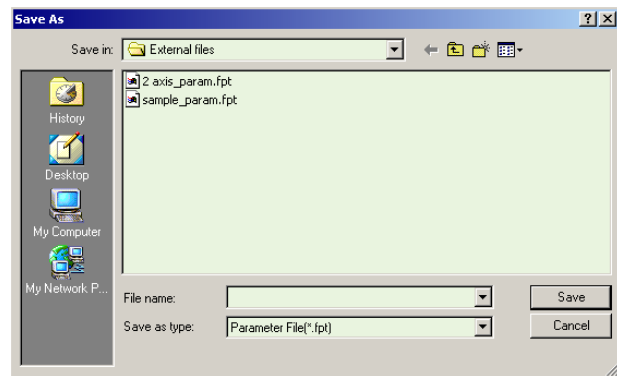 Save As
Save in:
External files
History
Desktop
My Computer
My Network P...
2 axis_param.fpt
sample_param.fpt
File name:
Save
Save as type:
Parameter File(*.fpt)
Cancel